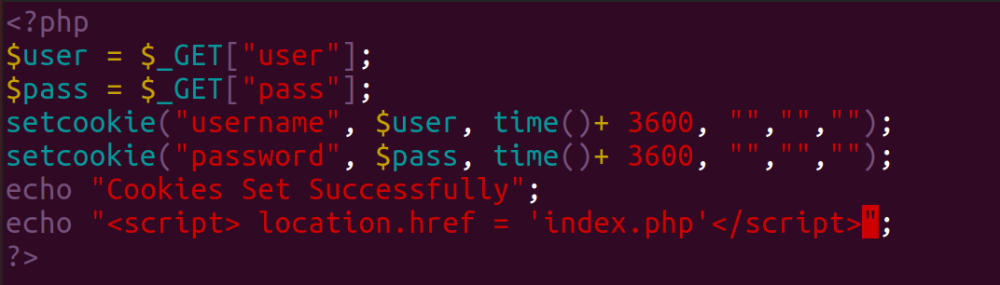 <?php
$user = $_GET["user"];
$pass = $_GET["pass"];
setcookie("username", $user, time()+ 3600, "","","");
setcookie("password", $pass, time()+ 3600, "","","");
echo "Cookies Set Successfully";
echo "<script> location.href = 'index.php'</script>";
?>